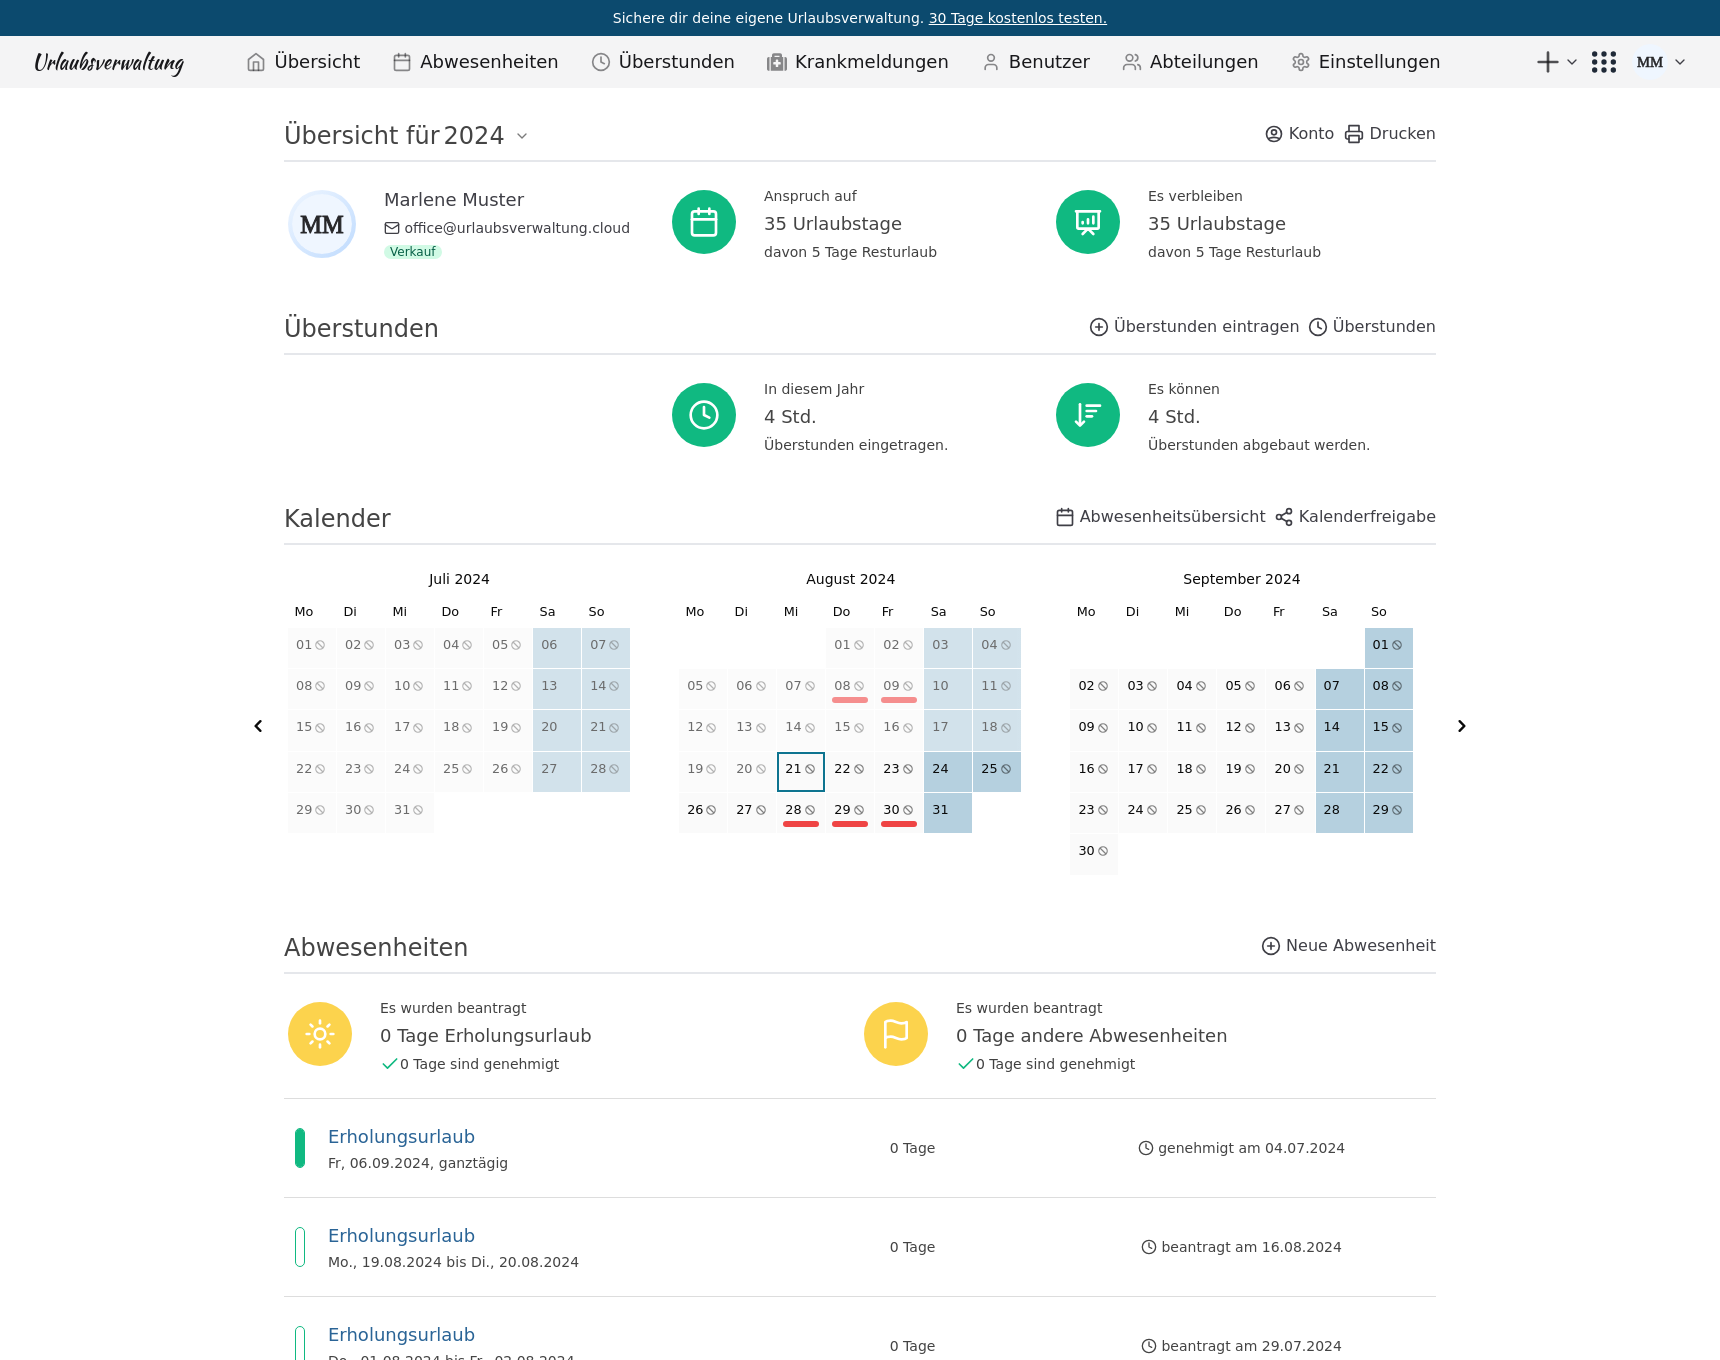 Sichere dir deine eigene Urlaubsverwaltung. 30 Tage kostenlos testen.
Urlaubsverwaltung Übersicht Abwesenheiten Überstunden Krankmeldungen Benutzer Abteilungen Einstellungen MM
Übersicht für 2024 Konto Drucken
MM
Marlene Muster
office@urlaubsverwaltung.cloud
Verkauf
Anspruch auf
35 Urlaubstage
davon 5 Tage Resturlaub
Es verbleiben
35 Urlaubstage
davon 5 Tage Resturlaub
Überstunden Überstunden eintragen Überstunden
In diesem Jahr
4 Std.
Überstunden eingetragen.
Es können
4 Std.
Überstunden abgebaut werden.
Kalender Abwesenheitsübersicht Kalenderfreigabe
Juli 2024
Mo Di Mi Do Fr Sa So
01 02 03 04 05 06 07
08 09 10 11 12 13 14
15 16 17 18 19 20 21
22 23 24 25 26 27 28
29 30 31
August 2024
Mo Di Mi Do Fr Sa So
01 02 03 04
05 06 07 08 09 10 11
12 13 14 15 16 17 18
19 20 21 22 23 24 25
26 27 28 29 30 31
September 2024
Mo Di Mi Do Fr Sa So
01
02 03 04 05 06 07 08
09 10 11 12 13 14 15
16 17 18 19 20 21 22
23 24 25 26 27 28 29
30
Abwesenheiten Neue Abwesenheit
Es wurden beantragt
0 Tage Erholungsurlaub
0 Tage sind genehmigt
Es wurden beantragt
0 Tage andere Abwesenheiten
0 Tage sind genehmigt
Erholungsurlaub
Fr, 06.09.2024, ganztägig
0 Tage
genehmigt am 04.07.2024
Erholungsurlaub
Mo., 19.08.2024 bis Di., 20.08.2024
0 Tage
beantragt am 16.08.2024
Erholungsurlaub
Do., 01.08.2024 bis Fr., 02.08.2024
0 Tage
beantragt am 29.07.2024